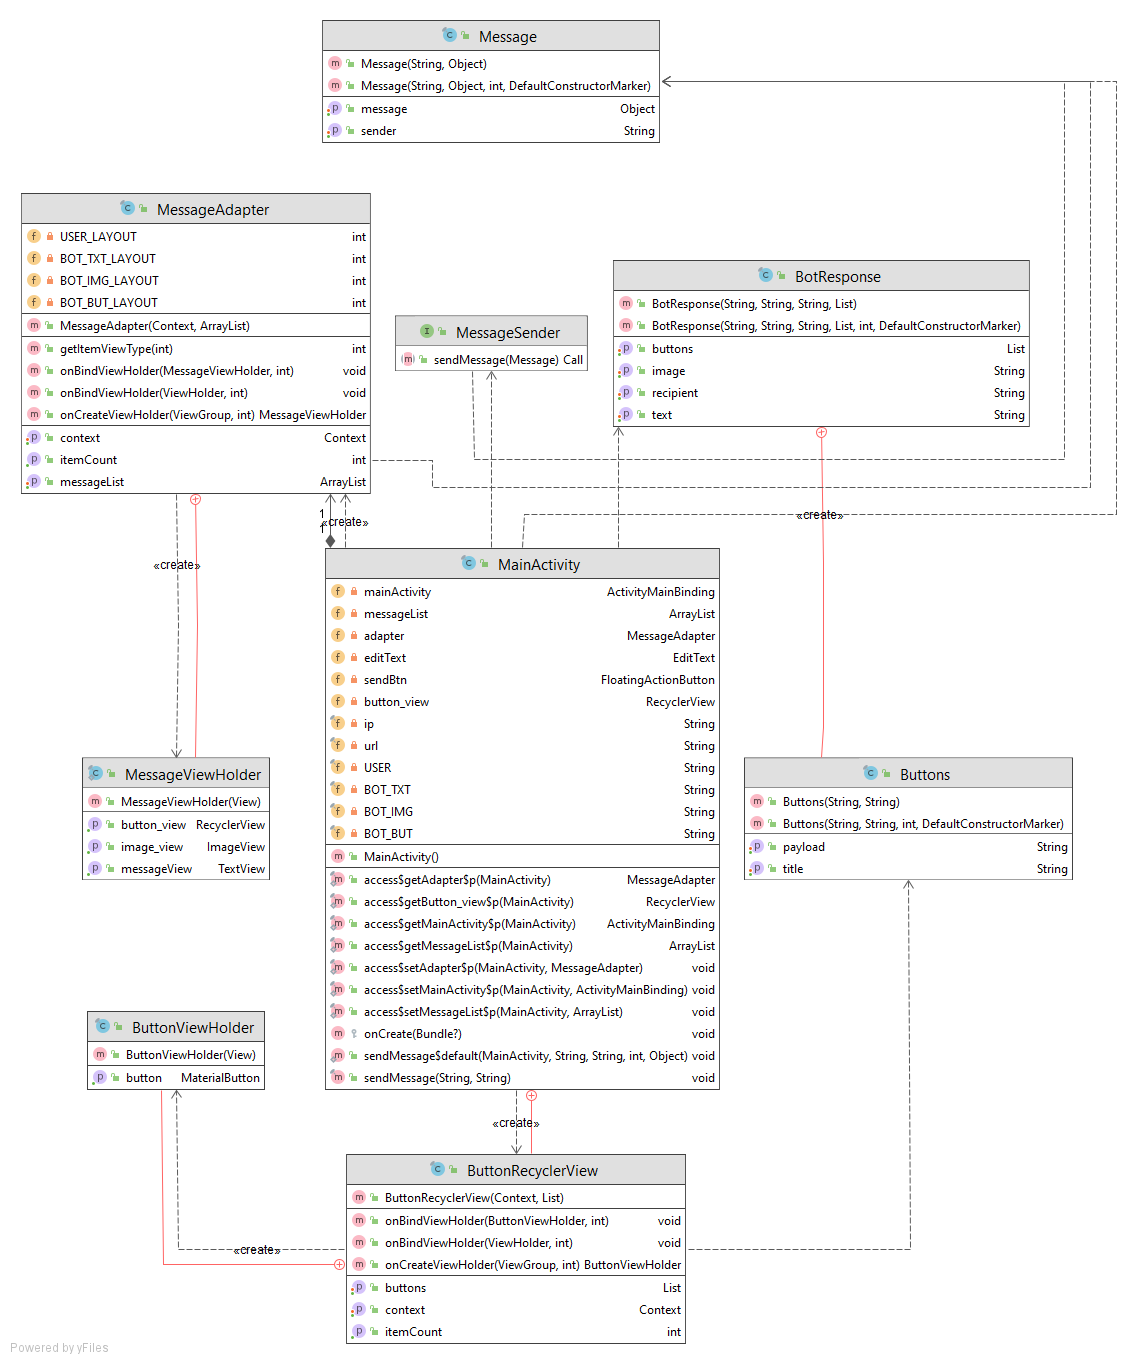 Message
Message(String, Object)
Message(String, Object, int, DefaultConstructorMarker)
message Object
sender String
MessageAdapter
USER_LAYOUT int
BOT_TXT_LAYOUT int
BOT_IMG_LAYOUT int
BOT_BUT_LAYOUT int
MessageAdapter(Context, ArrayList)
getItemViewType(int) int
onBindViewHolder(MessageViewHolder, int) void
onBindViewHolder(ViewHolder, int) void
onCreateViewHolder(ViewGroup, int) MessageViewHolder
context Context
itemCount int
messageList ArrayList
MessageSender
sendMessage(Message) Call
BotResponse
BotResponse(String, String, String, List)
BotResponse(String, String, String, List, int, DefaultConstructorMarker)
buttons List
image String
recipient String
text String
1
1
«create»
«create»
«create»
MainActivity
mainActivity ActivityMainBinding
messageList ArrayList
adapter MessageAdapter
editText EditText
sendBtn FloatingActionButton
button_view RecyclerView
ip String
url String
USER String
BOT_TXT String
BOT_IMG String
BOT_BUT String
MainActivity()
access$getAdapter$p(MainActivity) MessageAdapter
access$getButton_view$p(MainActivity) RecyclerView
access$getMainActivity$p(MainActivity) ActivityMainBinding
access$getMessageList$p(MainActivity) ArrayList
access$setAdapter$p(MainActivity, MessageAdapter) void
access$setMainActivity$p(MainActivity, ActivityMainBinding) void
access$setMessageList$p(MainActivity, ArrayList) void
onCreate(Bundle?) void
sendMessage$default(MainActivity, String, String, int, Object) void
sendMessage(String, String) void
MessageViewHolder
MessageViewHolder(View)
button_view RecyclerView
image_view ImageView
messageView TextView
Buttons
Buttons(String, String)
Buttons(String, String, int, DefaultConstructorMarker)
payload String
title String
ButtonViewHolder
ButtonViewHolder(View)
button MaterialButton
«create»
ButtonRecyclerView
ButtonRecyclerView(Context, List)
onBindViewHolder(ButtonViewHolder, int) void
onBindViewHolder(ViewHolder, int) void
onCreateViewHolder(ViewGroup, int) ButtonViewHolder
buttons List
context Context
itemCount int
«create»
Powered by yFiles